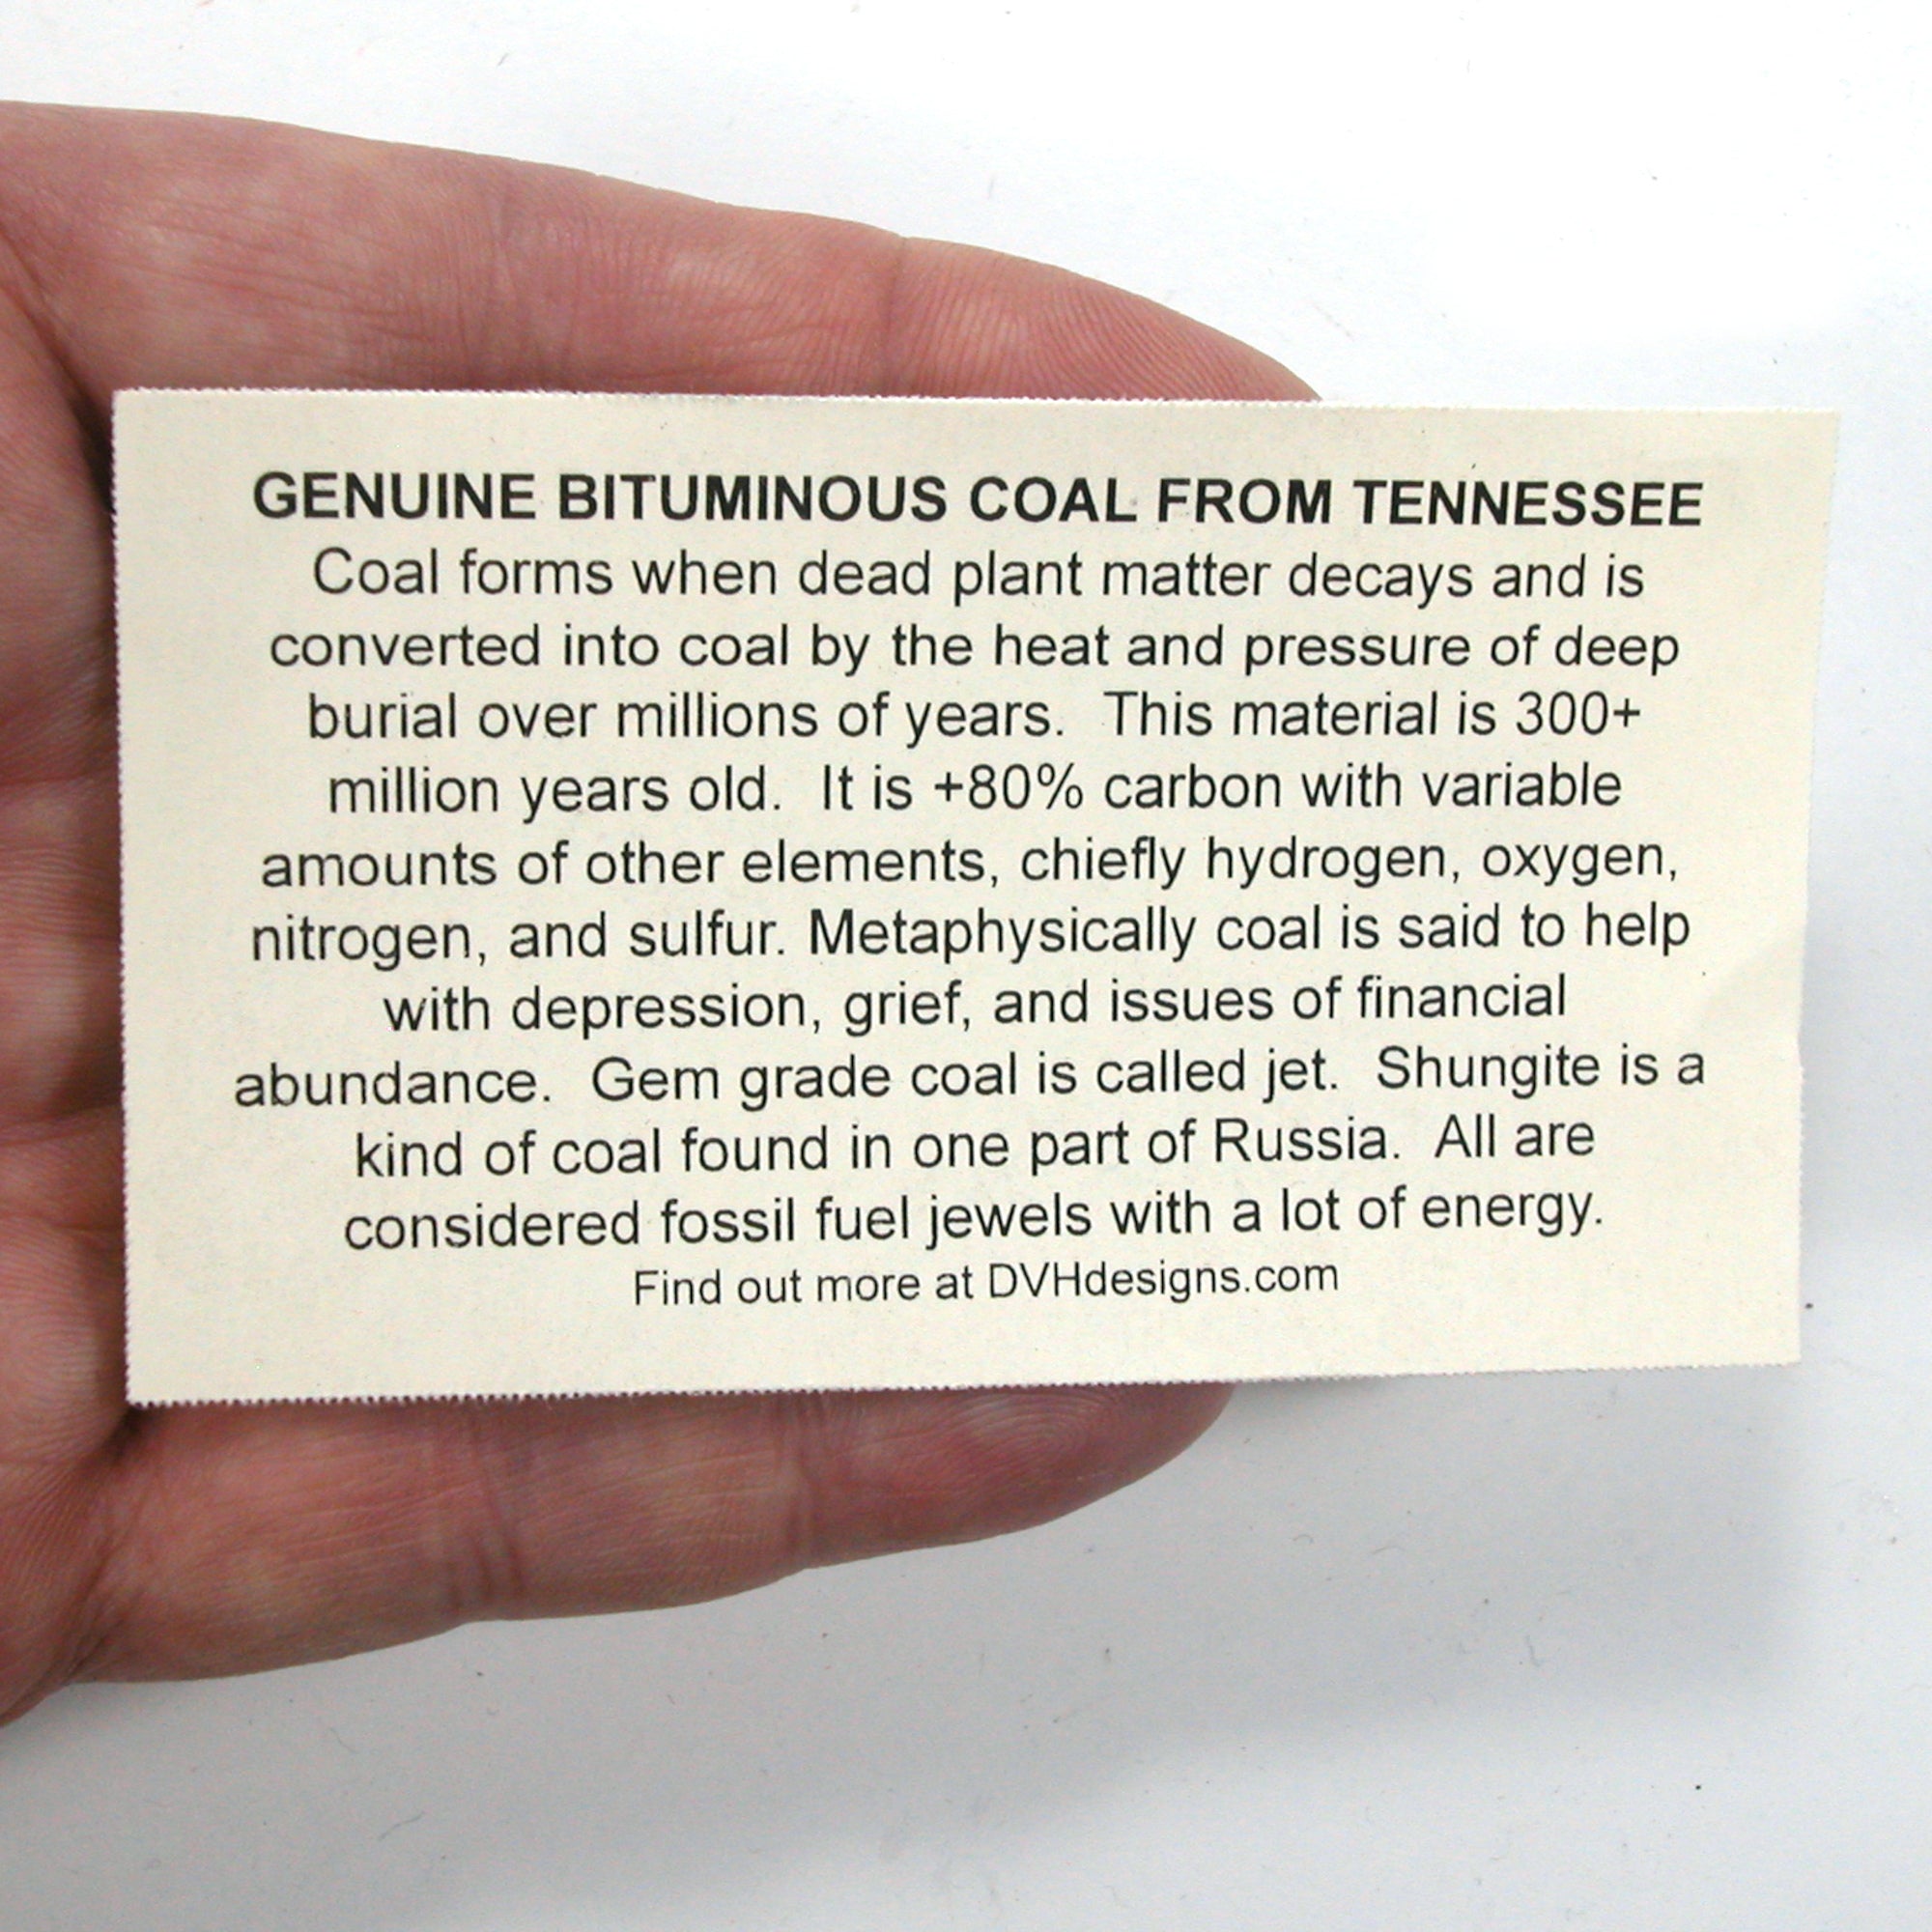 GENUINE BITUMINOUS COAL FROM TENNESSEE
Coal forms when dead plant matter decays and is
converted into coal by the heat and pressure of deep
burial over millions of years.  This material is 300+
million years old.  It is +80% carbon with variable
amounts of other elements, chiefly hydrogen, oxygen,
nitrogen, and sulfur. Metaphysically coal is said to help
with depression, grief, and issues of financial
abundance.  Gem grade coal is called jet.  Shungite is a
kind of coal found in one part of Russia.  All are
considered fossil fuel jewels with a lot of energy.
Find out more at DVHdesigns.com